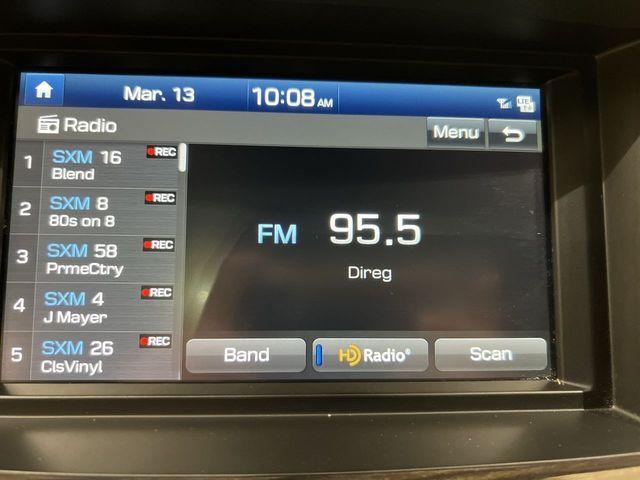 Mar. 13 10:08 AM LTE
Radio Menu
1 SXM 16 REC
Blend
2 SXM 8 REC
80s on 8
3 SXM 58 REC
PrmeCtry
4 SXM 4 REC
J Mayer
5 SXM 26 REC
ClsVinyl
FM 95.5
Direg
Band HD Radio® Scan